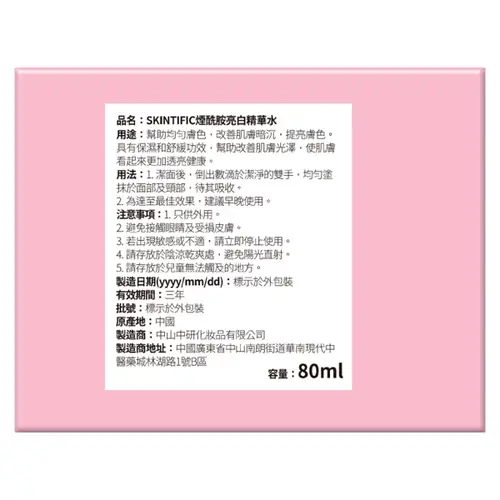 品名：SKINTIFIC煙酰胺亮白精華水
用途：幫助均勻膚色，改善肌膚暗沉，提亮膚色。
具有保濕和舒緩功效，幫助改善肌膚光澤，使肌膚
看起來更加透亮健康。
用法：1. 潔面後，倒出數滴於潔淨的雙手，均勻塗
抹於面部及頸部，待其吸收。
2. 為達至最佳效果，建議早晚使用。
注意事項：1. 只供外用。
2. 避免接觸眼睛及受損皮膚。
3. 若出現敏感或不適，請立即停止使用。
4. 請存放於陰涼乾爽處，避免陽光直射。
5. 請存放於兒童無法觸及的地方。
製造日期(yyyy/mm/dd)：標示於外包裝
有效期間：三年
批號：標示於外包裝
原產地：中國
製造商：中山中研化妝品有限公司
製造商地址：中國廣東省中山南朗街道華南現代中
醫藥城林湖路1號B區
容量：80ml